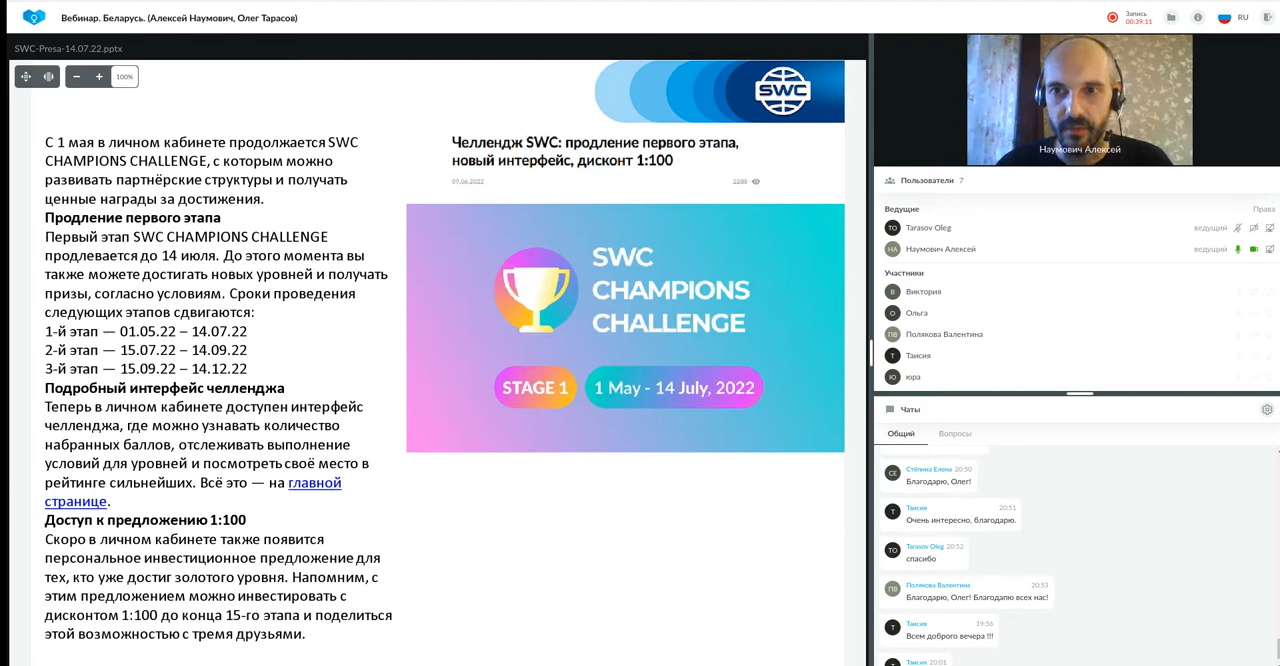 Вебинар. Беларусь. (Алексей Наумович, Олег Тарасов)
Запись
00:39:11
RU
SWC-Presa-14.07.22.pptx
100%
SWC
С 1 мая в личном кабинете продолжается SWC
CHAMPIONS CHALLENGE, с которым можно
развивать партнёрские структуры и получать
ценные награды за достижения.
Продление первого этапа
Первый этап SWC CHAMPIONS CHALLENGE
продлевается до 14 июля. До этого момента вы
также можете достигать новых уровней и получать
призы, согласно условиям. Сроки проведения
следующих этапов сдвигаются:
1-й этап — 01.05.22 – 14.07.22
2-й этап — 15.07.22 – 14.09.22
3-й этап — 15.09.22 – 14.12.22
Подробный интерфейс челленджа
Теперь в личном кабинете доступен интерфейс
челленджа, где можно узнавать количество
набранных баллов, отслеживать выполнение
условий для уровней и посмотреть своё место в
рейтинге сильнейших. Всё это — на главной
странице.
Доступ к предложению 1:100
Скоро в личном кабинете также появится
персональное инвестиционное предложение для
тех, кто уже достиг золотого уровня. Напомним, с
этим предложением можно инвестировать с
дисконтом 1:100 до конца 15-го этапа и поделиться
этой возможностью с тремя друзьями.
Челлендж SWC: продление первого этапа,
новый интерфейс, дисконт 1:100
09.06.2022
2288
SWC
CHAMPIONS
CHALLENGE
STAGE 1
1 May - 14 July, 2022
Наумович Алексей
Пользователи 7
Ведущие
Права
TO Tarasov Oleg ведущий
НА Наумович Алексей ведущий
Участники
В Виктория
О Ольга
ПВ Полякова Валентина
Т Таисия
Ю юра
Чаты
Общий
Вопросы
СЕ Стёпина Елена 20:50
Благодарю, Олег!
Т Таисия 20:51
Очень интересно, благодарю.
TO Tarasov Oleg 20:52
спасибо
ПВ Полякова Валентина 20:53
Благодарю, Олег! Благодапю всех нас!
Т Таисия 19:56
Всем доброго вечера !!!
Т Таисия 20:01